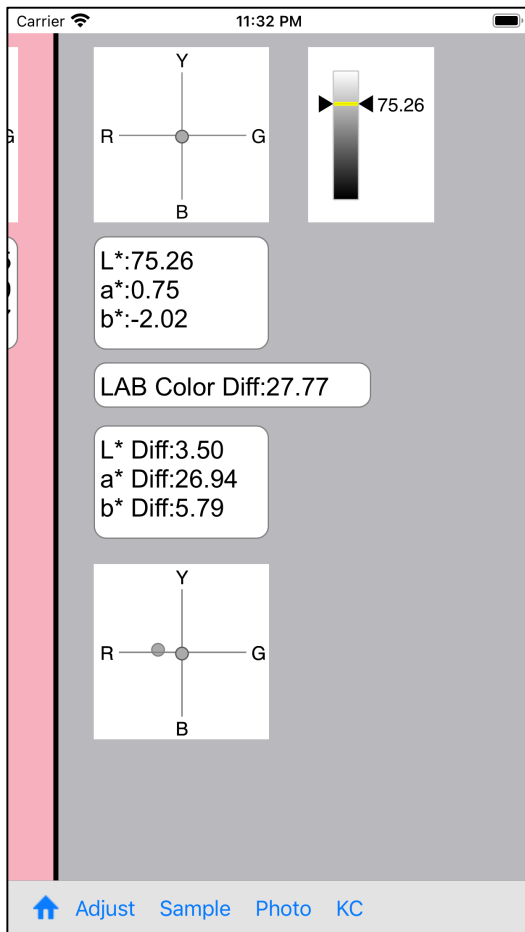 Carrier 11:32 PM
Y
R G
B
75.26
L*:75.26
a*:0.75
b*:-2.02
LAB Color Diff:27.77
L* Diff:3.50
a* Diff:26.94
b* Diff:5.79
Y
R G
B
Adjust Sample Photo KC